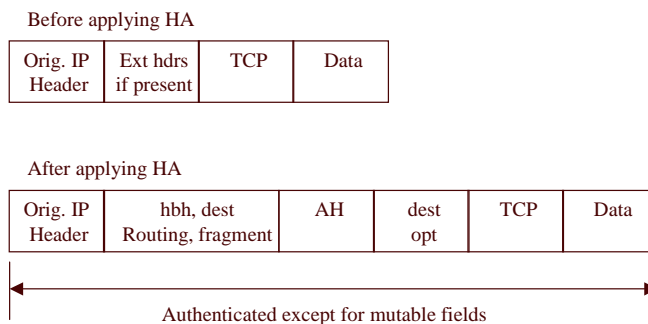 Before applying HA
Orig. IP Header
Ext hdrs if present
TCP
Data
After applying HA
Orig. IP Header
hbh, dest Routing, fragment
AH
dest opt
TCP
Data
Authenticated except for mutable fields